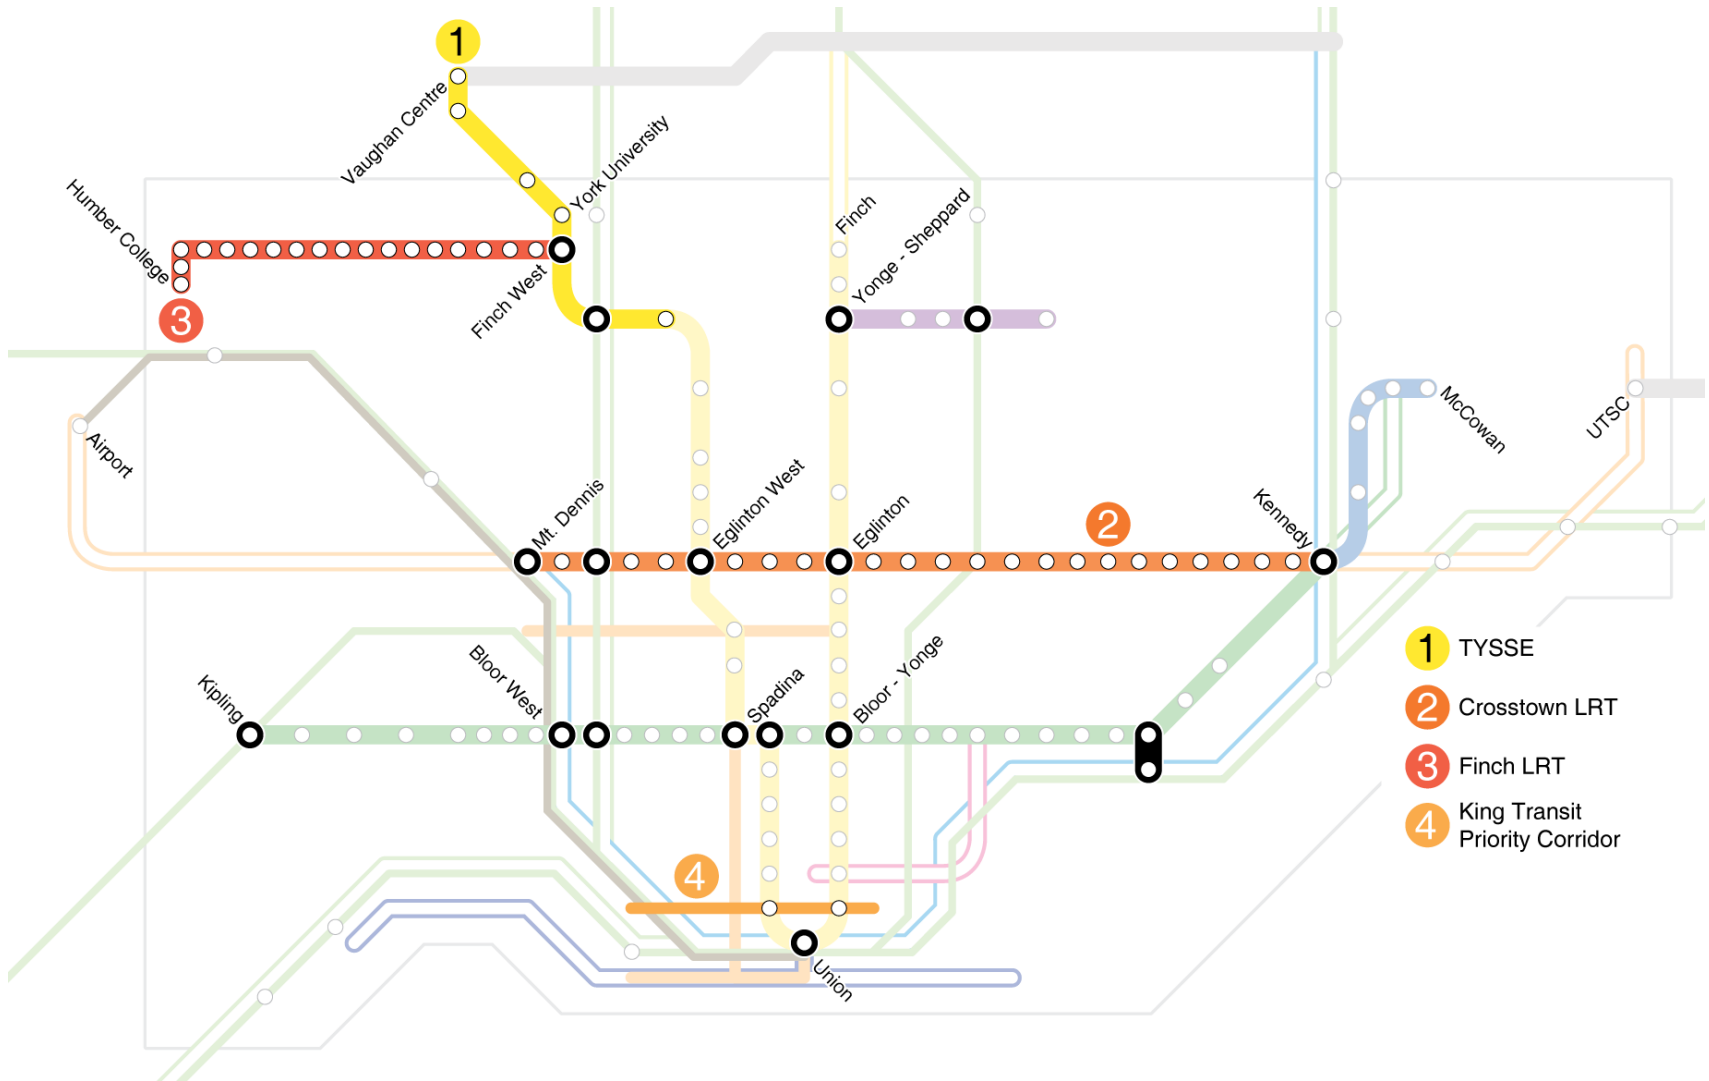 1
Vaughan Centre
York University
Humber College
Finch
Yonge - Sheppard
Finch West
3
Airport
McCowan
UTSC
Mt. Dennis
Eglinton West
Eglinton
2
Kennedy
Kipling
Bloor West
Spadina
Bloor - Yonge
4
Union
1 TYSSE
2 Crosstown LRT
3 Finch LRT
4 King Transit
Priority Corridor